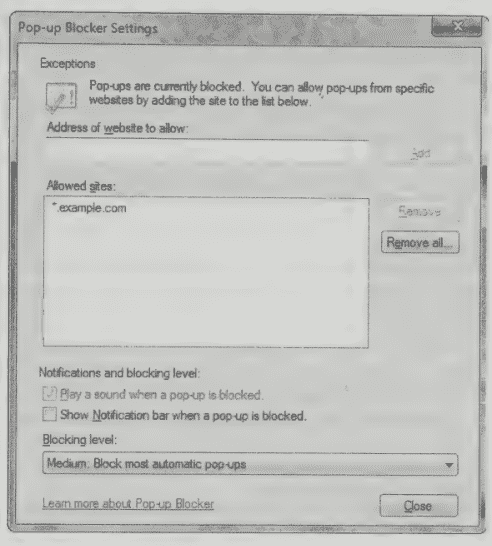 Pop-up Blocker Settings
Exceptions
Pop-ups are currently blocked. You can allow pop-ups from specific
websites by adding the site to the list below.
Address of website to allow:
Add
Allowed sites:
*.example.com
Remove
Remove all...
Notifications and blocking level:
Play a sound when a pop-up is blocked.
Show Notification bar when a pop-up is blocked.
Blocking level:
Medium: Block most automatic pop-ups
Learn more about Pop-up Blocker
Close